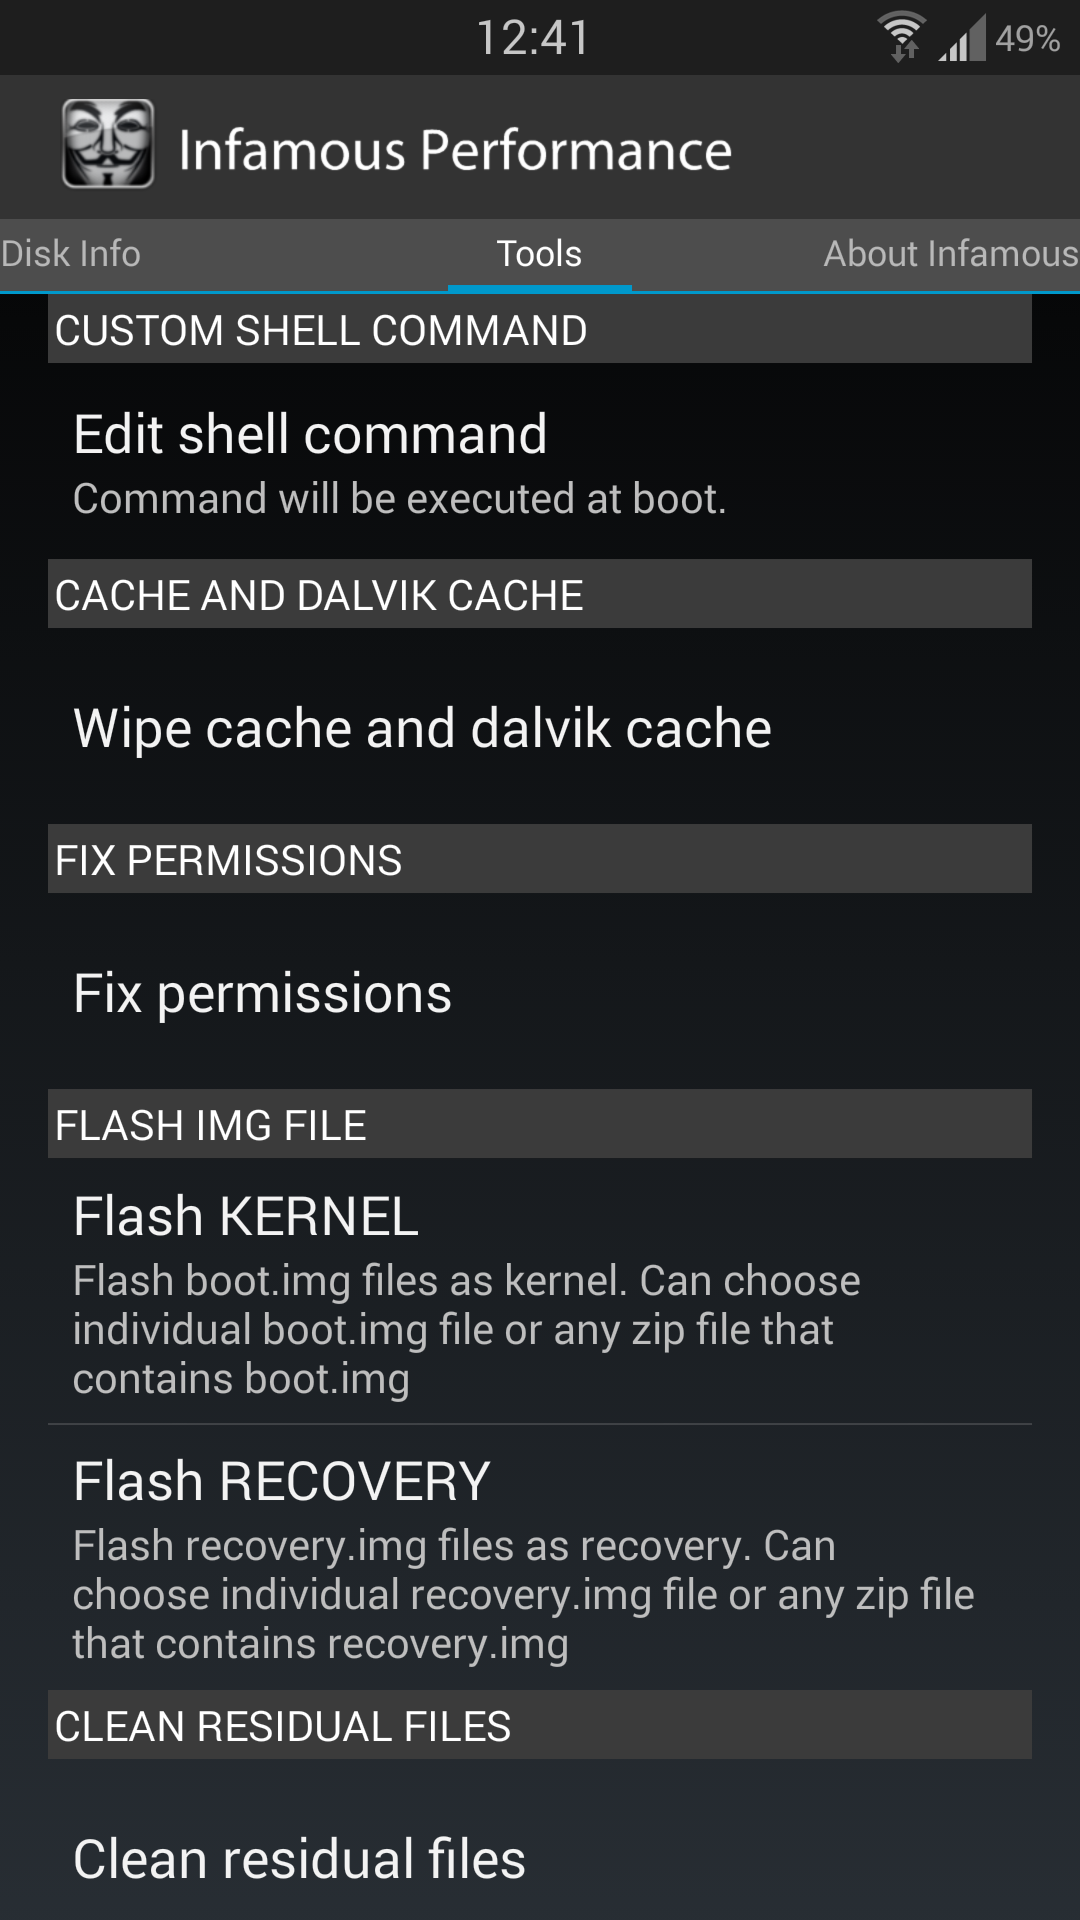 12:41
49%
Infamous Performance
Disk Info
Tools
About Infamous
CUSTOM SHELL COMMAND
Edit shell command
Command will be executed at boot.
CACHE AND DALVIK CACHE
Wipe cache and dalvik cache
FIX PERMISSIONS
Fix permissions
FLASH IMG FILE
Flash KERNEL
Flash boot.img files as kernel. Can choose
individual boot.img file or any zip file that
contains boot.img
Flash RECOVERY
Flash recovery.img files as recovery. Can
choose individual recovery.img file or any zip file
that contains recovery.img
CLEAN RESIDUAL FILES
Clean residual files